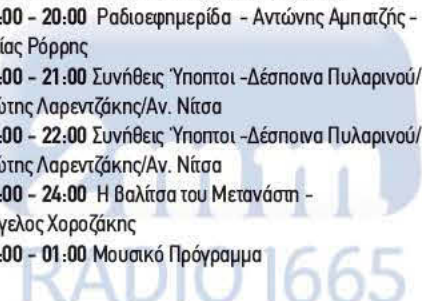 :00 – 20:00 Ραδιοεφημερίδα – Αντώνης Αμπατζής –
ίας Ρόρρης
:00 – 21:00 Συνήθεις Ύποπτοι –Δέσποινα Πυλαρινού/
ώτης Λαρεντζάκης/Αν. Νίτσα
:00 – 22:00 Συνήθεις Ύποπτοι –Δέσποινα Πυλαρινού/
ώτης Λαρεντζάκης/Αν. Νίτσα
:00 – 24:00 Η βαλίτσα του Μετανάστη –
γελος Χοροζάκης
:00 – 01:00 Μουσικό Πρόγραμμα
2mm
RADIO 1665